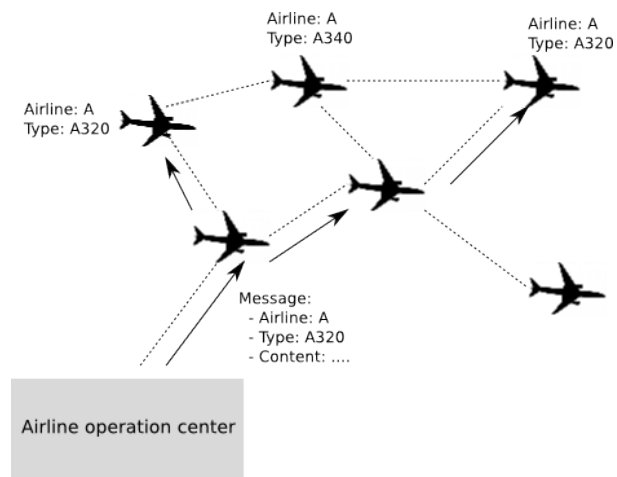 Airline: A
Type: A340
Airline: A
Type: A320
Airline: A
Type: A320
Message:
- Airline: A
- Type: A320
- Content: ....
Airline operation center